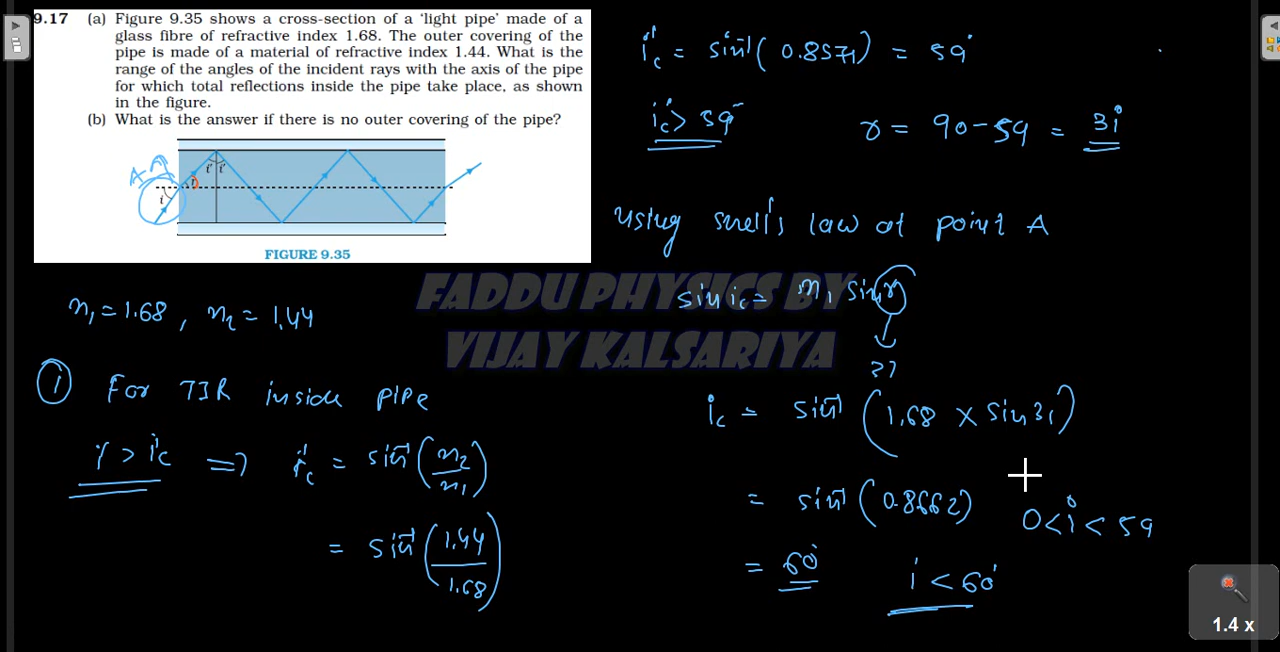 9.17 (a) Figure 9.35 shows a cross-section of a 'light pipe' made of a
glass fibre of refractive index 1.68. The outer covering of the
pipe is made of a material of refractive index 1.44. What is the
range of the angles of the incident rays with the axis of the pipe
for which total reflections inside the pipe take place, as shown
in the figure.
(b) What is the answer if there is no outer covering of the pipe?
A
i
r
i' i'
FIGURE 9.35
n₁ = 1.68 , n₂ = 1.44
① For TIR inside pipe
i' > i'c ⟹ i'c = sin⁻¹ (n₂/n₁)
= sin⁻¹ (1.44/1.68)
i'c = sin⁻¹ ( 0.8571) = 59°
i'c > 59° r = 90 - 59 = 31°
using snell's law at point A
sin ic = n₁ sin r
FADDU PHYSICS BY
VIJAY KALSARIYA
ic = sin⁻¹ (1.68 × sin 31)
= sin⁻¹ (0.8662)
0 < i < 59
= 60°
i < 60°
1.4 x